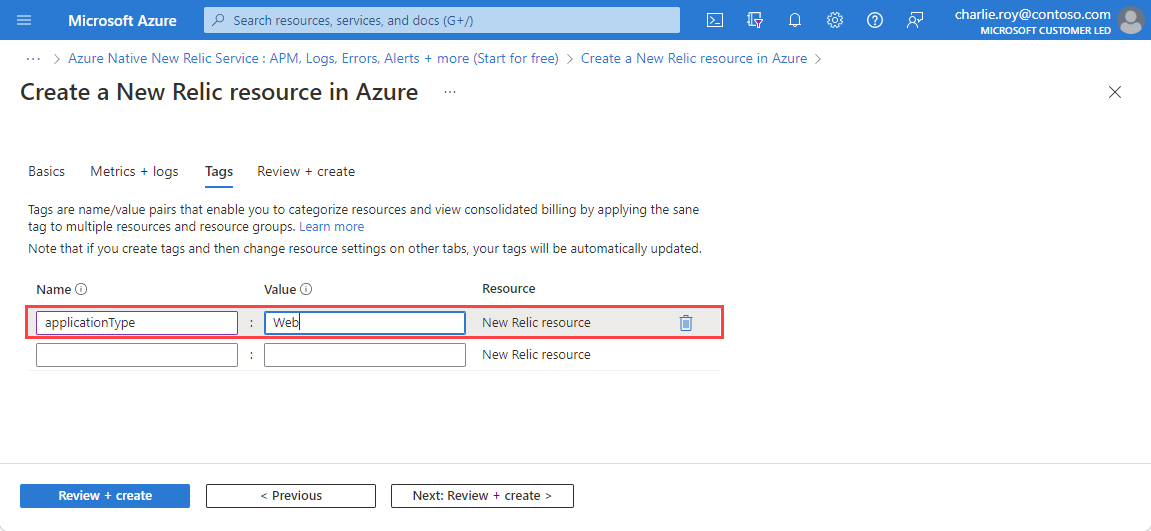 Microsoft Azure
Search resources, services, and docs (G+/)
charlie.roy@contoso.com
MICROSOFT CUSTOMER LED
··· > Azure Native New Relic Service : APM, Logs, Errors, Alerts + more (Start for free) > Create a New Relic resource in Azure >
Create a New Relic resource in Azure ···
Basics Metrics + logs Tags Review + create
Tags are name/value pairs that enable you to categorize resources and view consolidated billing by applying the sane
tag to multiple resources and resource groups. Learn more
Note that if you create tags and then change resource settings on other tabs, your tags will be automatically updated.
Name Value Resource
applicationType : Web New Relic resource
: New Relic resource
Review + create < Previous Next: Review + create >